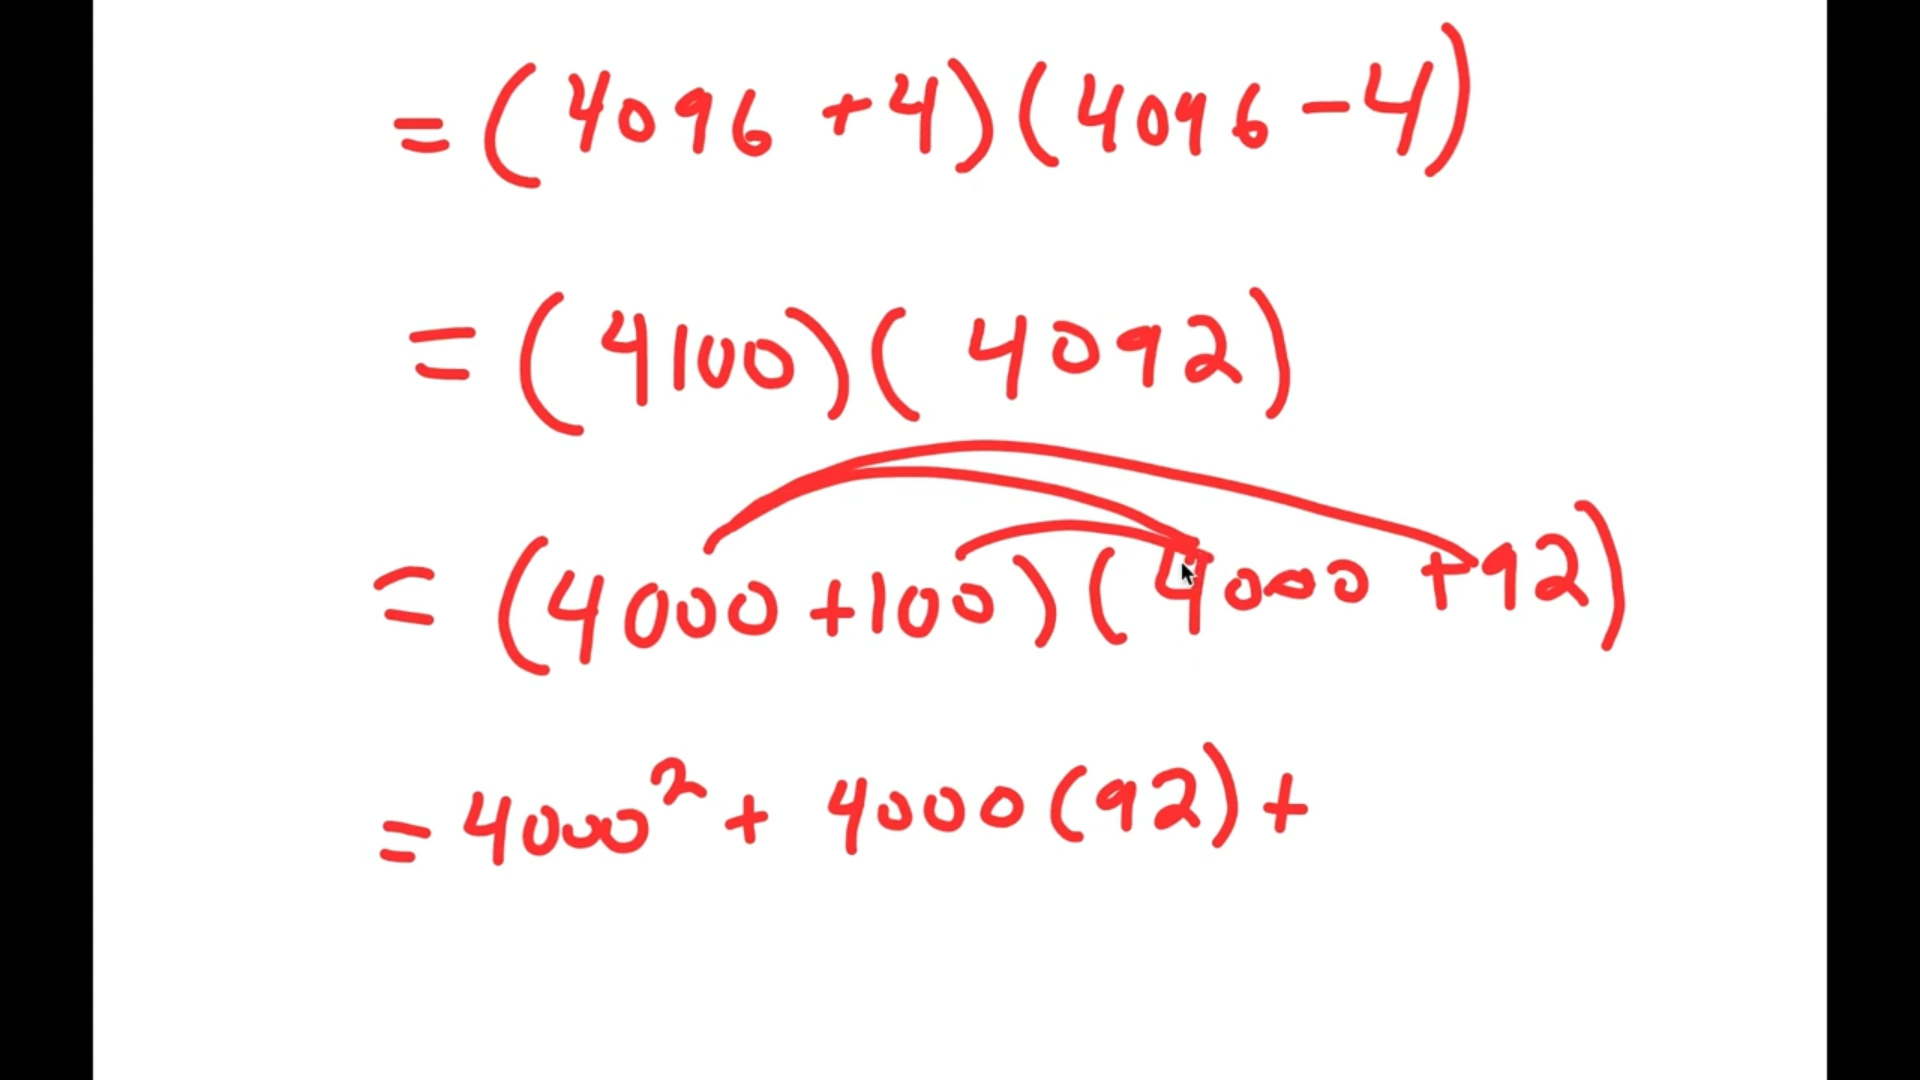 = (4096 + 4)(4096 - 4)
= (4100)(4092)
= (4000 + 100)(4000 + 92)
= 4000² + 4000(92) +